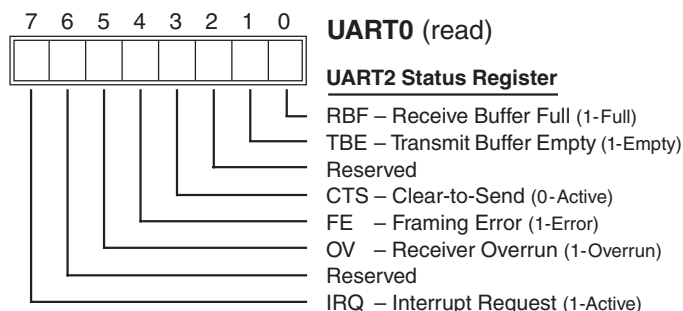 7 6 5 4 3 2 1 0
UART0 (read)
UART2 Status Register
RBF – Receive Buffer Full (1-Full)
TBE – Transmit Buffer Empty (1-Empty)
Reserved
CTS – Clear-to-Send (0-Active)
FE – Framing Error (1-Error)
OV – Receiver Overrun (1-Overrun)
Reserved
IRQ – Interrupt Request (1-Active)